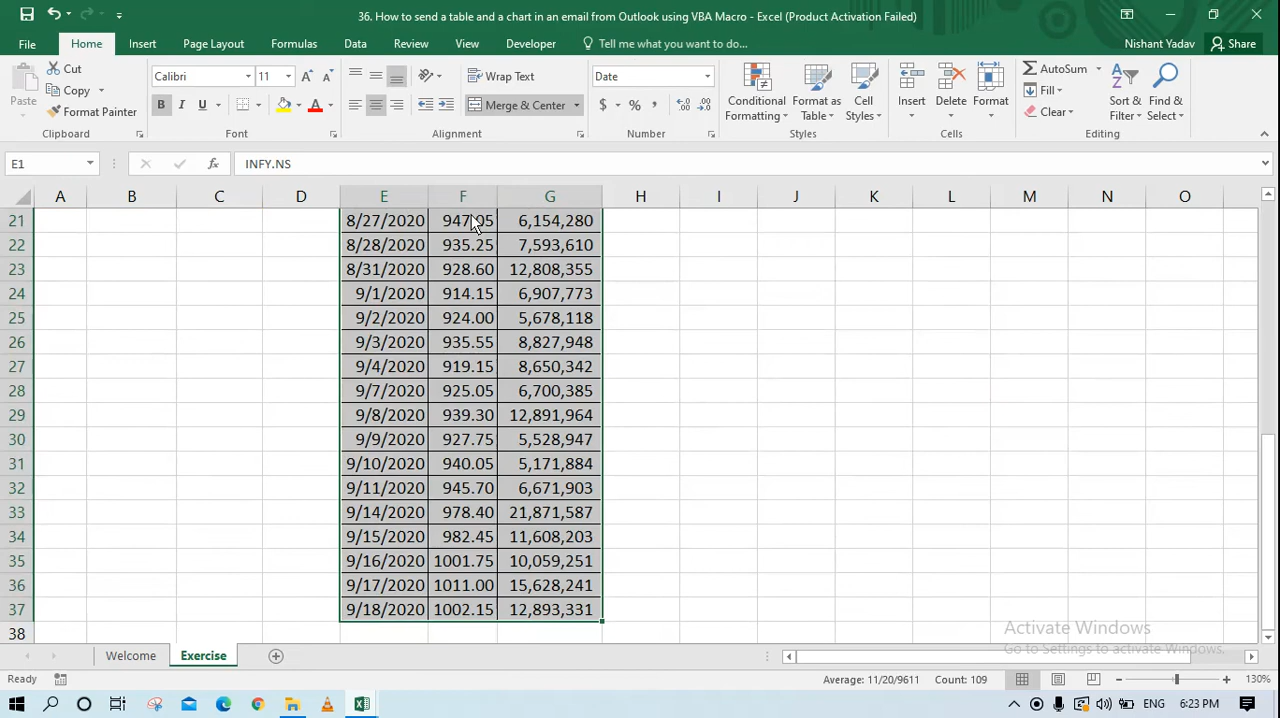 36. How to send a table and a chart in an email from Outlook using VBA Macro - Excel (Product Activation Failed)
File Home Insert Page Layout Formulas Data Review View Developer Tell me what you want to do... Nishant Yadav Share
Paste Cut Copy Format Painter
Calibri 11 B I U A A A
Wrap Text Merge & Center
Date $ % ,
Conditional Formatting Format as Table Cell Styles
Insert Delete Format
AutoSum Fill Clear Sort & Filter Find & Select
Clipboard Font Alignment Number Styles Cells Editing
E1 fx INFY.NS
A B C D E F G H I J K L M N O
21 8/27/2020 947.05 6,154,280
22 8/28/2020 935.25 7,593,610
23 8/31/2020 928.60 12,808,355
24 9/1/2020 914.15 6,907,773
25 9/2/2020 924.00 5,678,118
26 9/3/2020 935.55 8,827,948
27 9/4/2020 919.15 8,650,342
28 9/7/2020 925.05 6,700,385
29 9/8/2020 939.30 12,891,964
30 9/9/2020 927.75 5,528,947
31 9/10/2020 940.05 5,171,884
32 9/11/2020 945.70 6,671,903
33 9/14/2020 978.40 21,871,587
34 9/15/2020 982.45 11,608,203
35 9/16/2020 1001.75 10,059,251
36 9/17/2020 1011.00 15,628,241
37 9/18/2020 1002.15 12,893,331
38
Activate Windows
Go to Settings to activate Windows.
Welcome Exercise
Ready Average: 11/20/9611 Count: 109 130%
ENG 6:23 PM